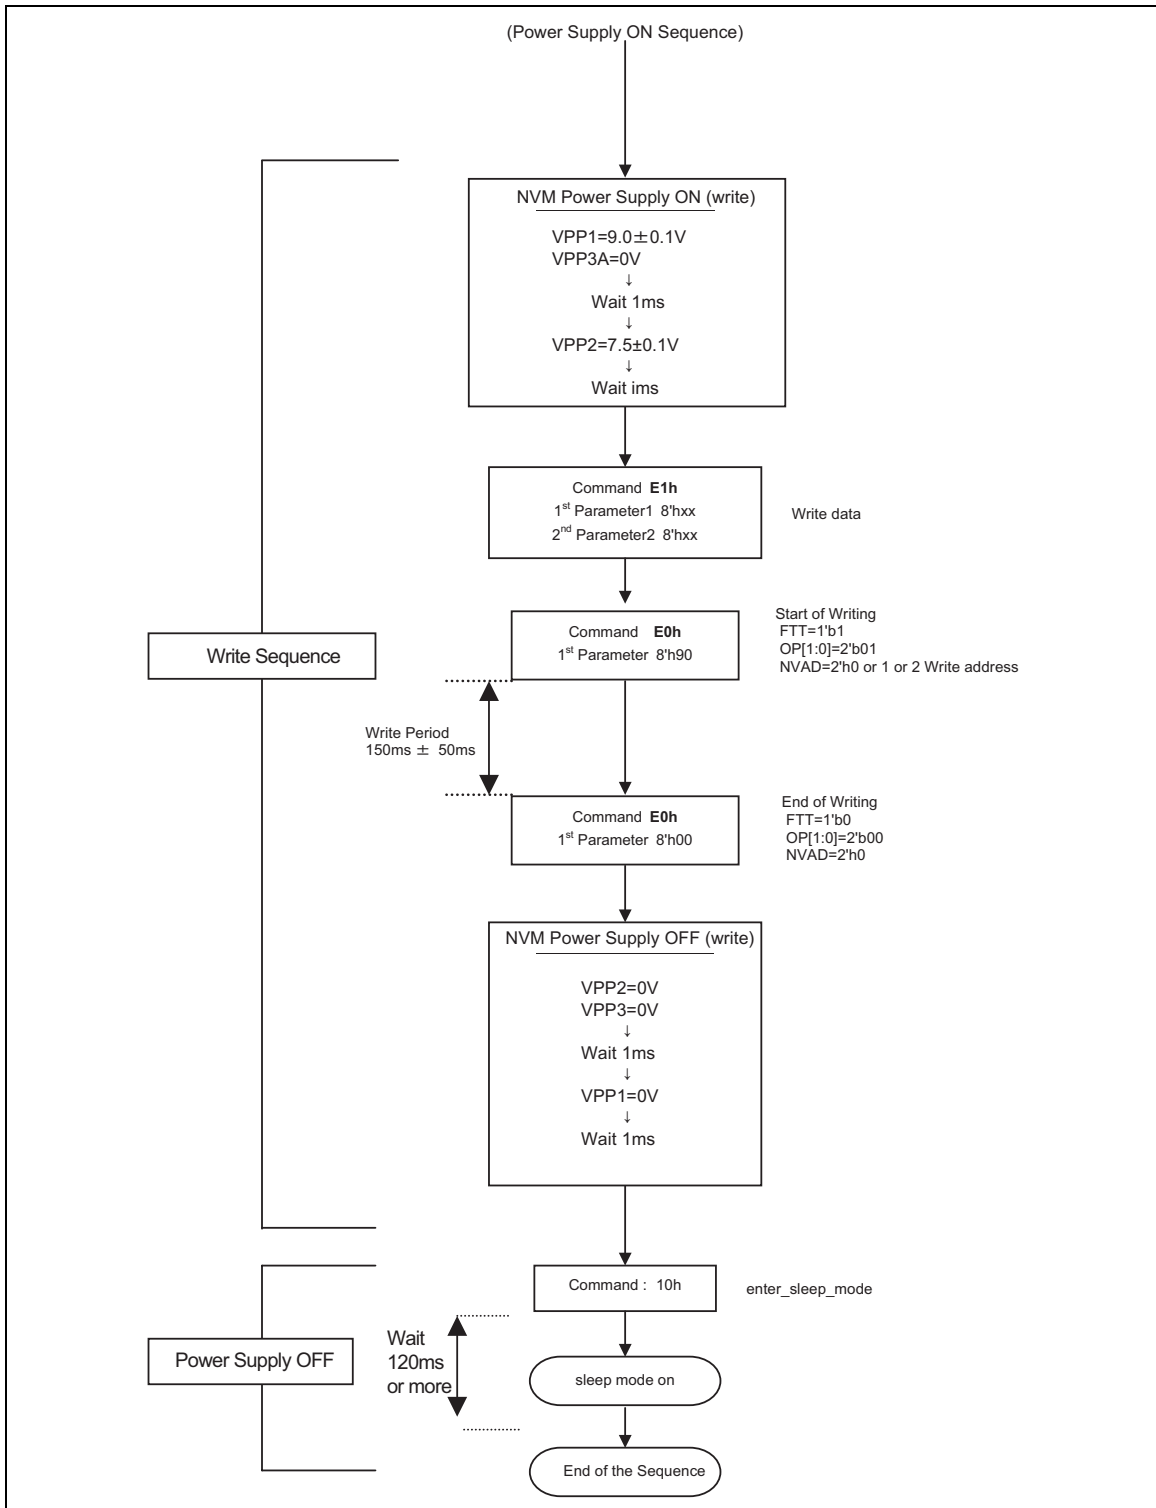 (Power Supply ON Sequence)
NVM Power Supply ON (write)
VPP1=9.0±0.1V
VPP3A=0V
↓
Wait 1ms
↓
VPP2=7.5±0.1V
↓
Wait ims
Command E1h
1st Parameter1 8'hxx
2nd Parameter2 8'hxx
Write data
Command E0h
1st Parameter 8'h90
Start of Writing
FTT=1'b1
OP[1:0]=2'b01
NVAD=2'h0 or 1 or 2 Write address
Write Sequence
Write Period
150ms ± 50ms
Command E0h
1st Parameter 8'h00
End of Writing
FTT=1'b0
OP[1:0]=2'b00
NVAD=2'h0
NVM Power Supply OFF (write)
VPP2=0V
VPP3=0V
↓
Wait 1ms
↓
VPP1=0V
↓
Wait 1ms
Command : 10h
enter_sleep_mode
Power Supply OFF
Wait
120ms
or more
sleep mode on
End of the Sequence